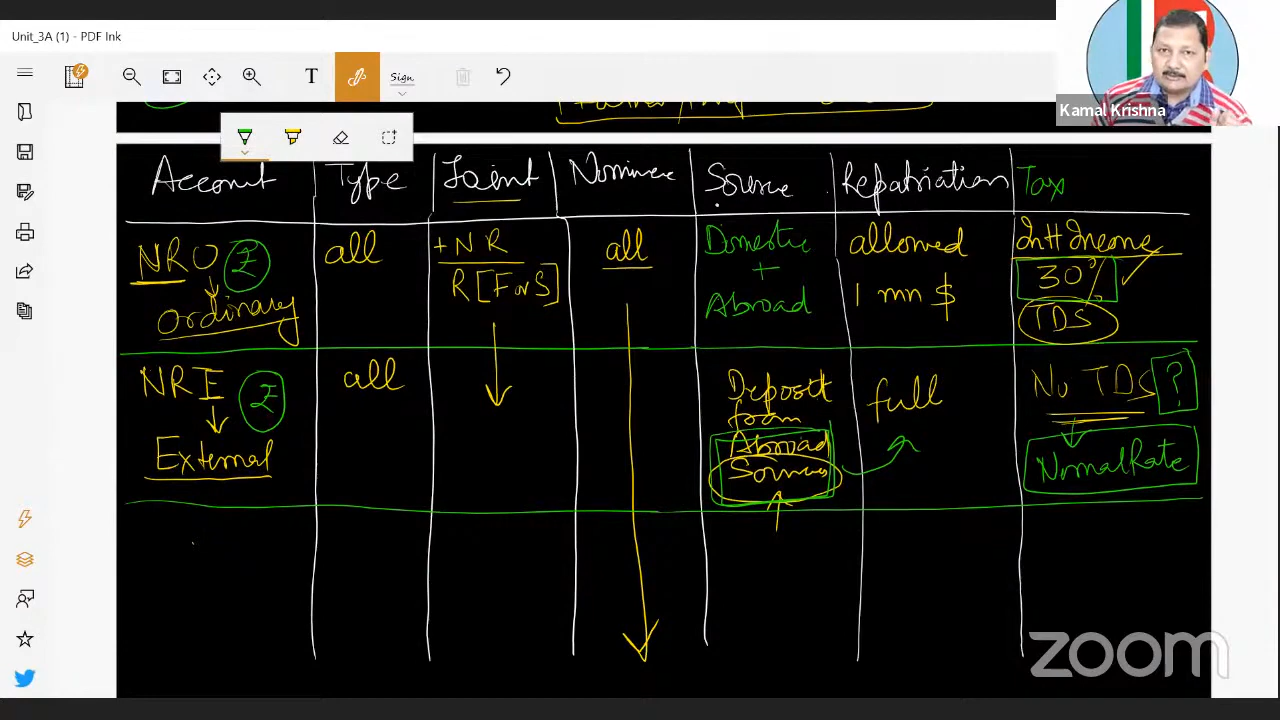 Unit_3A (1) - PDF Ink
T
Sign
Kamal Krishna
Account Type Joint Nominee Source Repatriation Tax
NRO ₹ all + NR all Domestic allowed Intt Income
R [F or S] + 1 mn $ 30%
Ordinary Abroad TDS
NRE ₹ all Deposit full No TDS ?
from
External Abroad Normal Rate
Sources
zoom